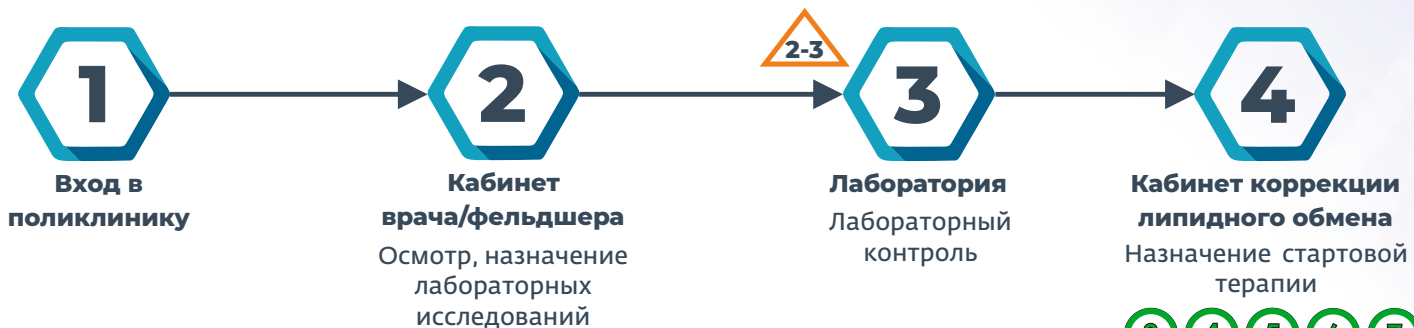 1
2
2-3
3
4
Вход в
поликлинику
Кабинет
врача/фельдшера
Осмотр, назначение
лабораторных
исследований
Лаборатория
Лабораторный
контроль
Кабинет коррекции
липидного обмена
Назначение стартовой
терапии